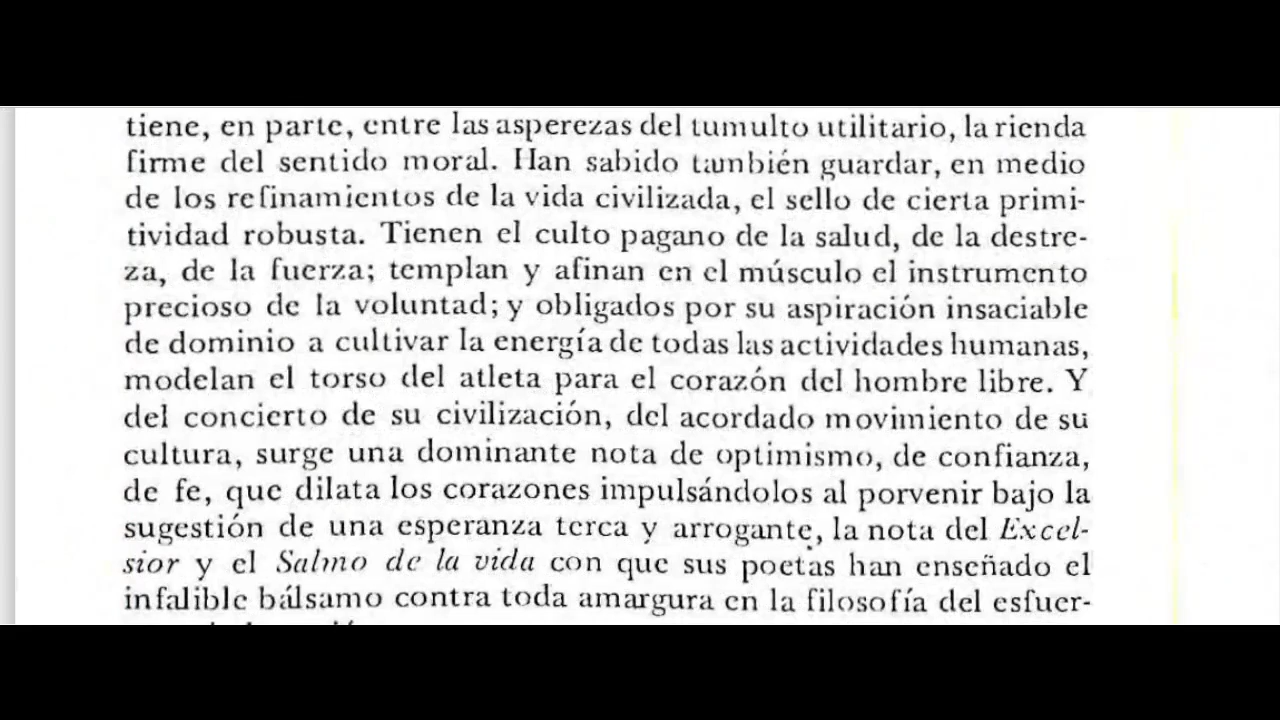 tiene, en parte, entre las asperezas del tumulto utilitario, la rienda
firme del sentido moral. Han sabido también guardar, en medio
de los refinamientos de la vida civilizada, el sello de cierta primi-
tividad robusta. Tienen el culto pagano de la salud, de la destre-
za, de la fuerza; templan y afinan en el músculo el instrumento
precioso de la voluntad; y obligados por su aspiración insaciable
de dominio a cultivar la energía de todas las actividades humanas,
modelan el torso del atleta para el corazón del hombre libre. Y
del concierto de su civilización, del acordado movimiento de su
cultura, surge una dominante nota de optimismo, de confianza,
de fe, que dilata los corazones impulsándolos al porvenir bajo la
sugestión de una esperanza terca y arrogante, la nota del Excel-
sior y el Salmo de la vida con que sus poetas han enseñado el
infalible bálsamo contra toda amargura en la filosofía del esfuer-